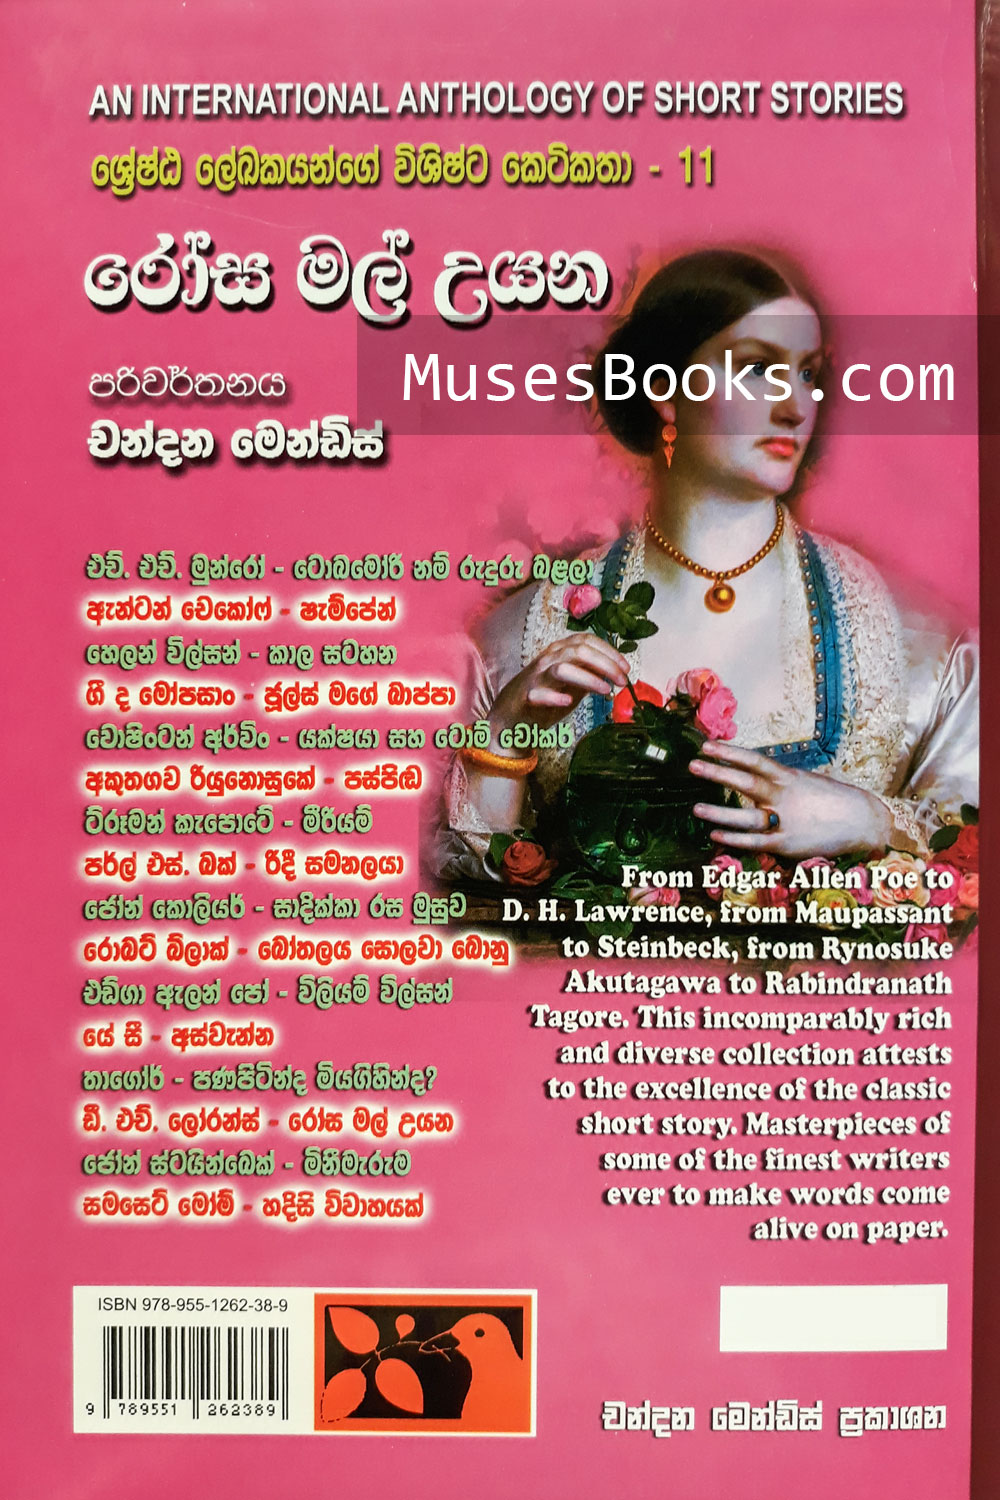 AN INTERNATIONAL ANTHOLOGY OF SHORT STORIES
ශ්‍රේෂ්ඨ ලේඛකයන්ගේ විශිෂ්ට කෙටිකතා - 11
රෝස මල් උයන
MusesBooks.com
පරිවර්තනය
චන්දන මෙන්ඩිස්
එච්. එච්. මුන්රෝ - ටොබමෝරි නම් රුදුරු බළලා
ඇන්ටන් චෙකෝෆ් - ෂැම්පේන්
හෙලන් විල්සන් - කාල සටහන
ගී ද මෝපසාං - ජූල්ස් මගේ බාප්පා
වොෂිංටන් අර්විං - යක්ෂයා සහ ටොම් වෝකර්
අකුතගව රියුනොසුකේ - පස්පිඬ
ට්රූමන් කැපොටේ - මීරියම්
පර්ල් එස්. බක් - රිදී සමනලයා
ජෝන් කොලියර් - සාදික්කා රස මුසුව
රොබට් බ්ලාක් - බෝතලය සොලවා බොනු
එඩ්ගා ඇලන් පෝ - විලියම් විල්සන්
යේ සී - අස්වැන්න
තාගෝර් - පණපිටින්ද මියගිහින්ද?
ඩී. එච්. ලෝරන්ස් - රෝස මල් උයන
ජෝන් ස්ටයින්බෙක් - මිනීමැරුම
සමසෙට් මෝම් - හදිසි විවාහයක්
From Edgar Allen Poe to
D. H. Lawrence, from Maupassant
to Steinbeck, from Rynosuke
Akutagawa to Rabindranath
Tagore. This incomparably rich
and diverse collection attests
to the excellence of the classic
short story. Masterpieces of
some of the finest writers
ever to make words come
alive on paper.
ISBN 978-955-1262-38-9
9 789551 262389
චන්දන මෙන්ඩිස් ප්‍රකාශන